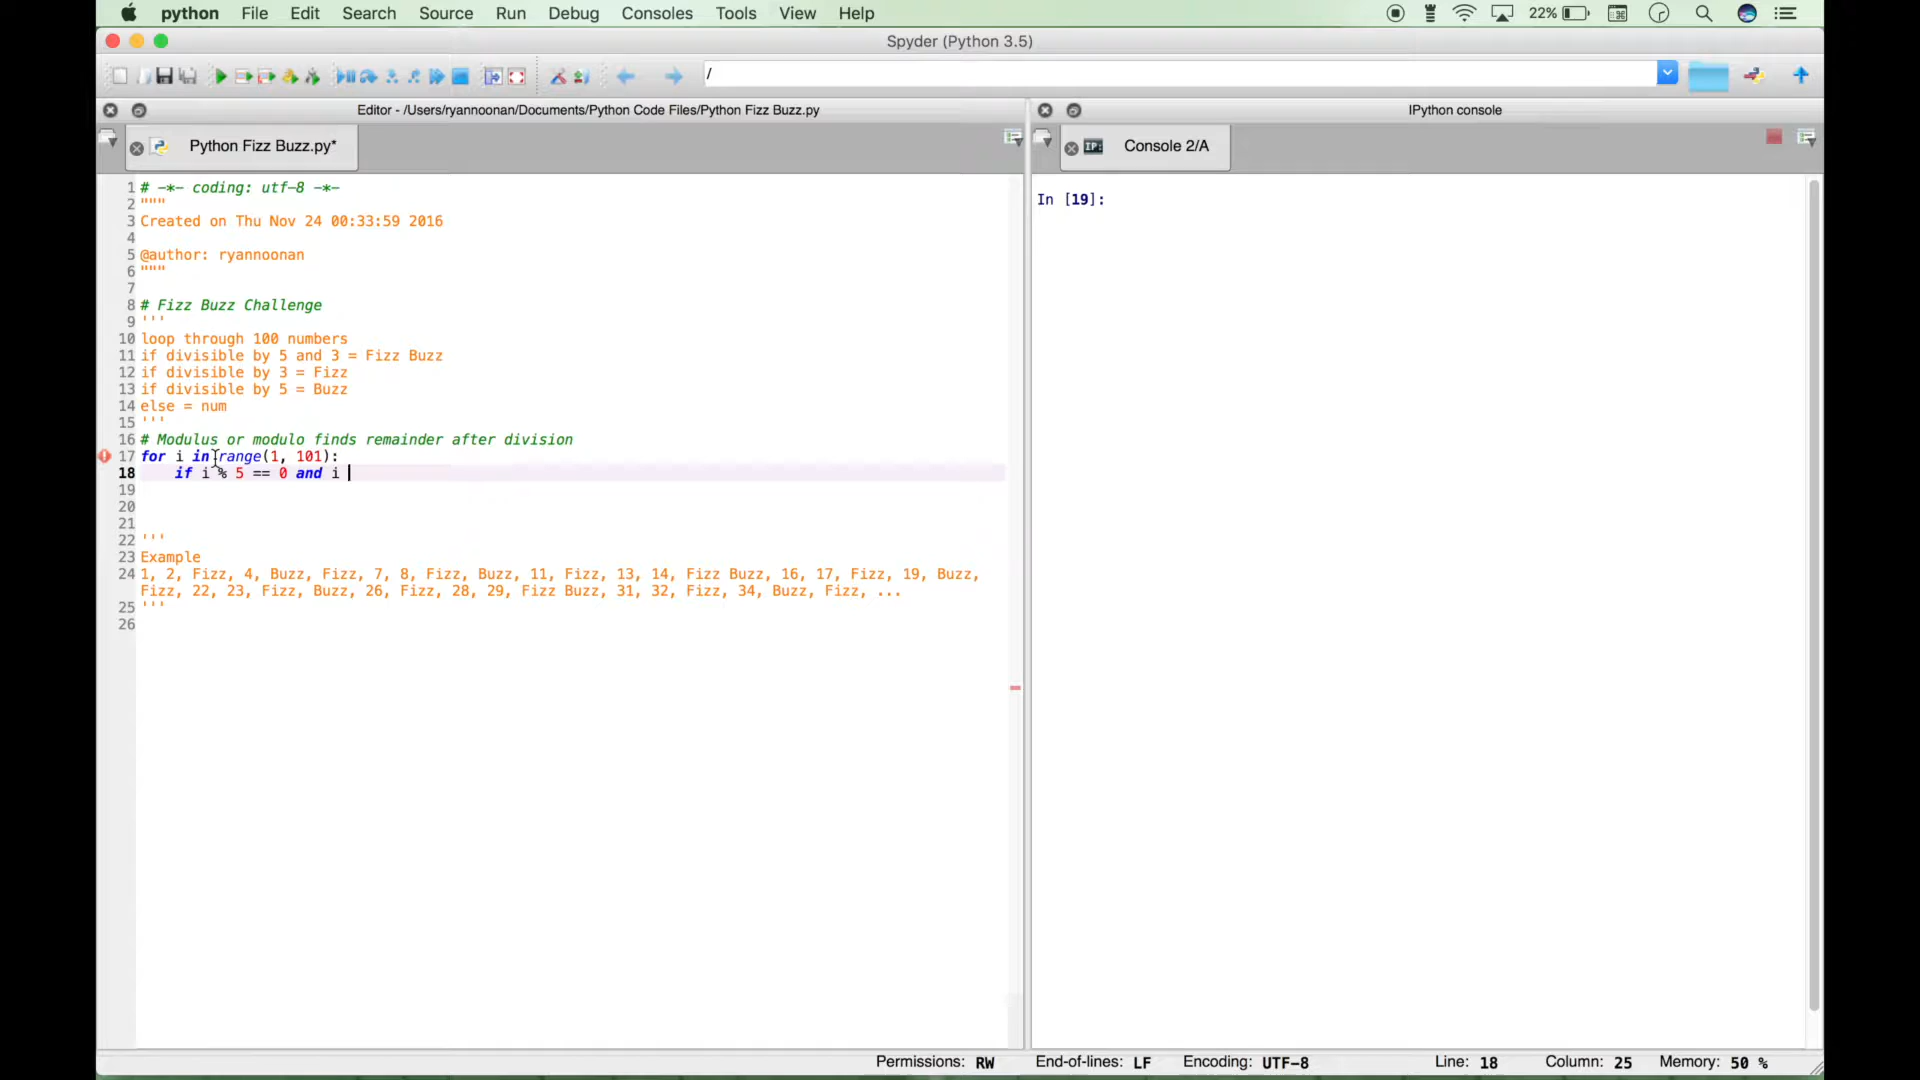 python File Edit Search Source Run Debug Consoles Tools View Help 22%
Spyder (Python 3.5)
/
Editor - /Users/ryannoonan/Documents/Python Code Files/Python Fizz Buzz.py
IPython console
Python Fizz Buzz.py*
IP: Console 2/A
1 # -*- coding: utf-8 -*-
2 """
3 Created on Thu Nov 24 00:33:59 2016
4
5 @author: ryannoonan
6 """
7
8 # Fizz Buzz Challenge
9 '''
10 loop through 100 numbers
11 if divisible by 5 and 3 = Fizz Buzz
12 if divisible by 3 = Fizz
13 if divisible by 5 = Buzz
14 else = num
15 '''
16 # Modulus or modulo finds remainder after division
17 for i in range(1, 101):
18     if i % 5 == 0 and i
19
20
21
22 '''
23 Example
24 1, 2, Fizz, 4, Buzz, Fizz, 7, 8, Fizz, Buzz, 11, Fizz, 13, 14, Fizz Buzz, 16, 17, Fizz, 19, Buzz,
Fizz, 22, 23, Fizz, Buzz, 26, Fizz, 28, 29, Fizz Buzz, 31, 32, Fizz, 34, Buzz, Fizz, ...
25 '''
26
In [19]:
Permissions: RW End-of-lines: LF Encoding: UTF-8 Line: 18 Column: 25 Memory: 50 %